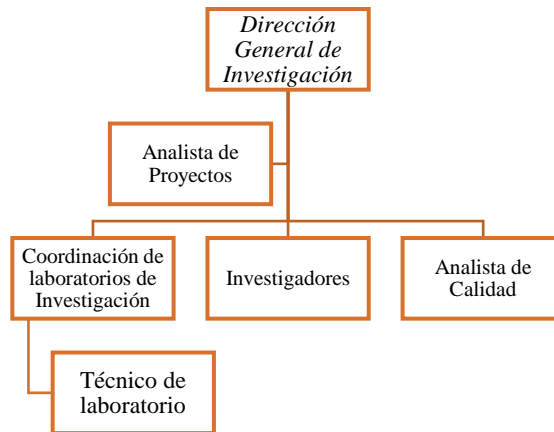 Dirección
General de
Investigación
Analista de
Proyectos
Coordinación de
laboratorios de
Investigación
Investigadores
Analista de
Calidad
Técnico de
laboratorio